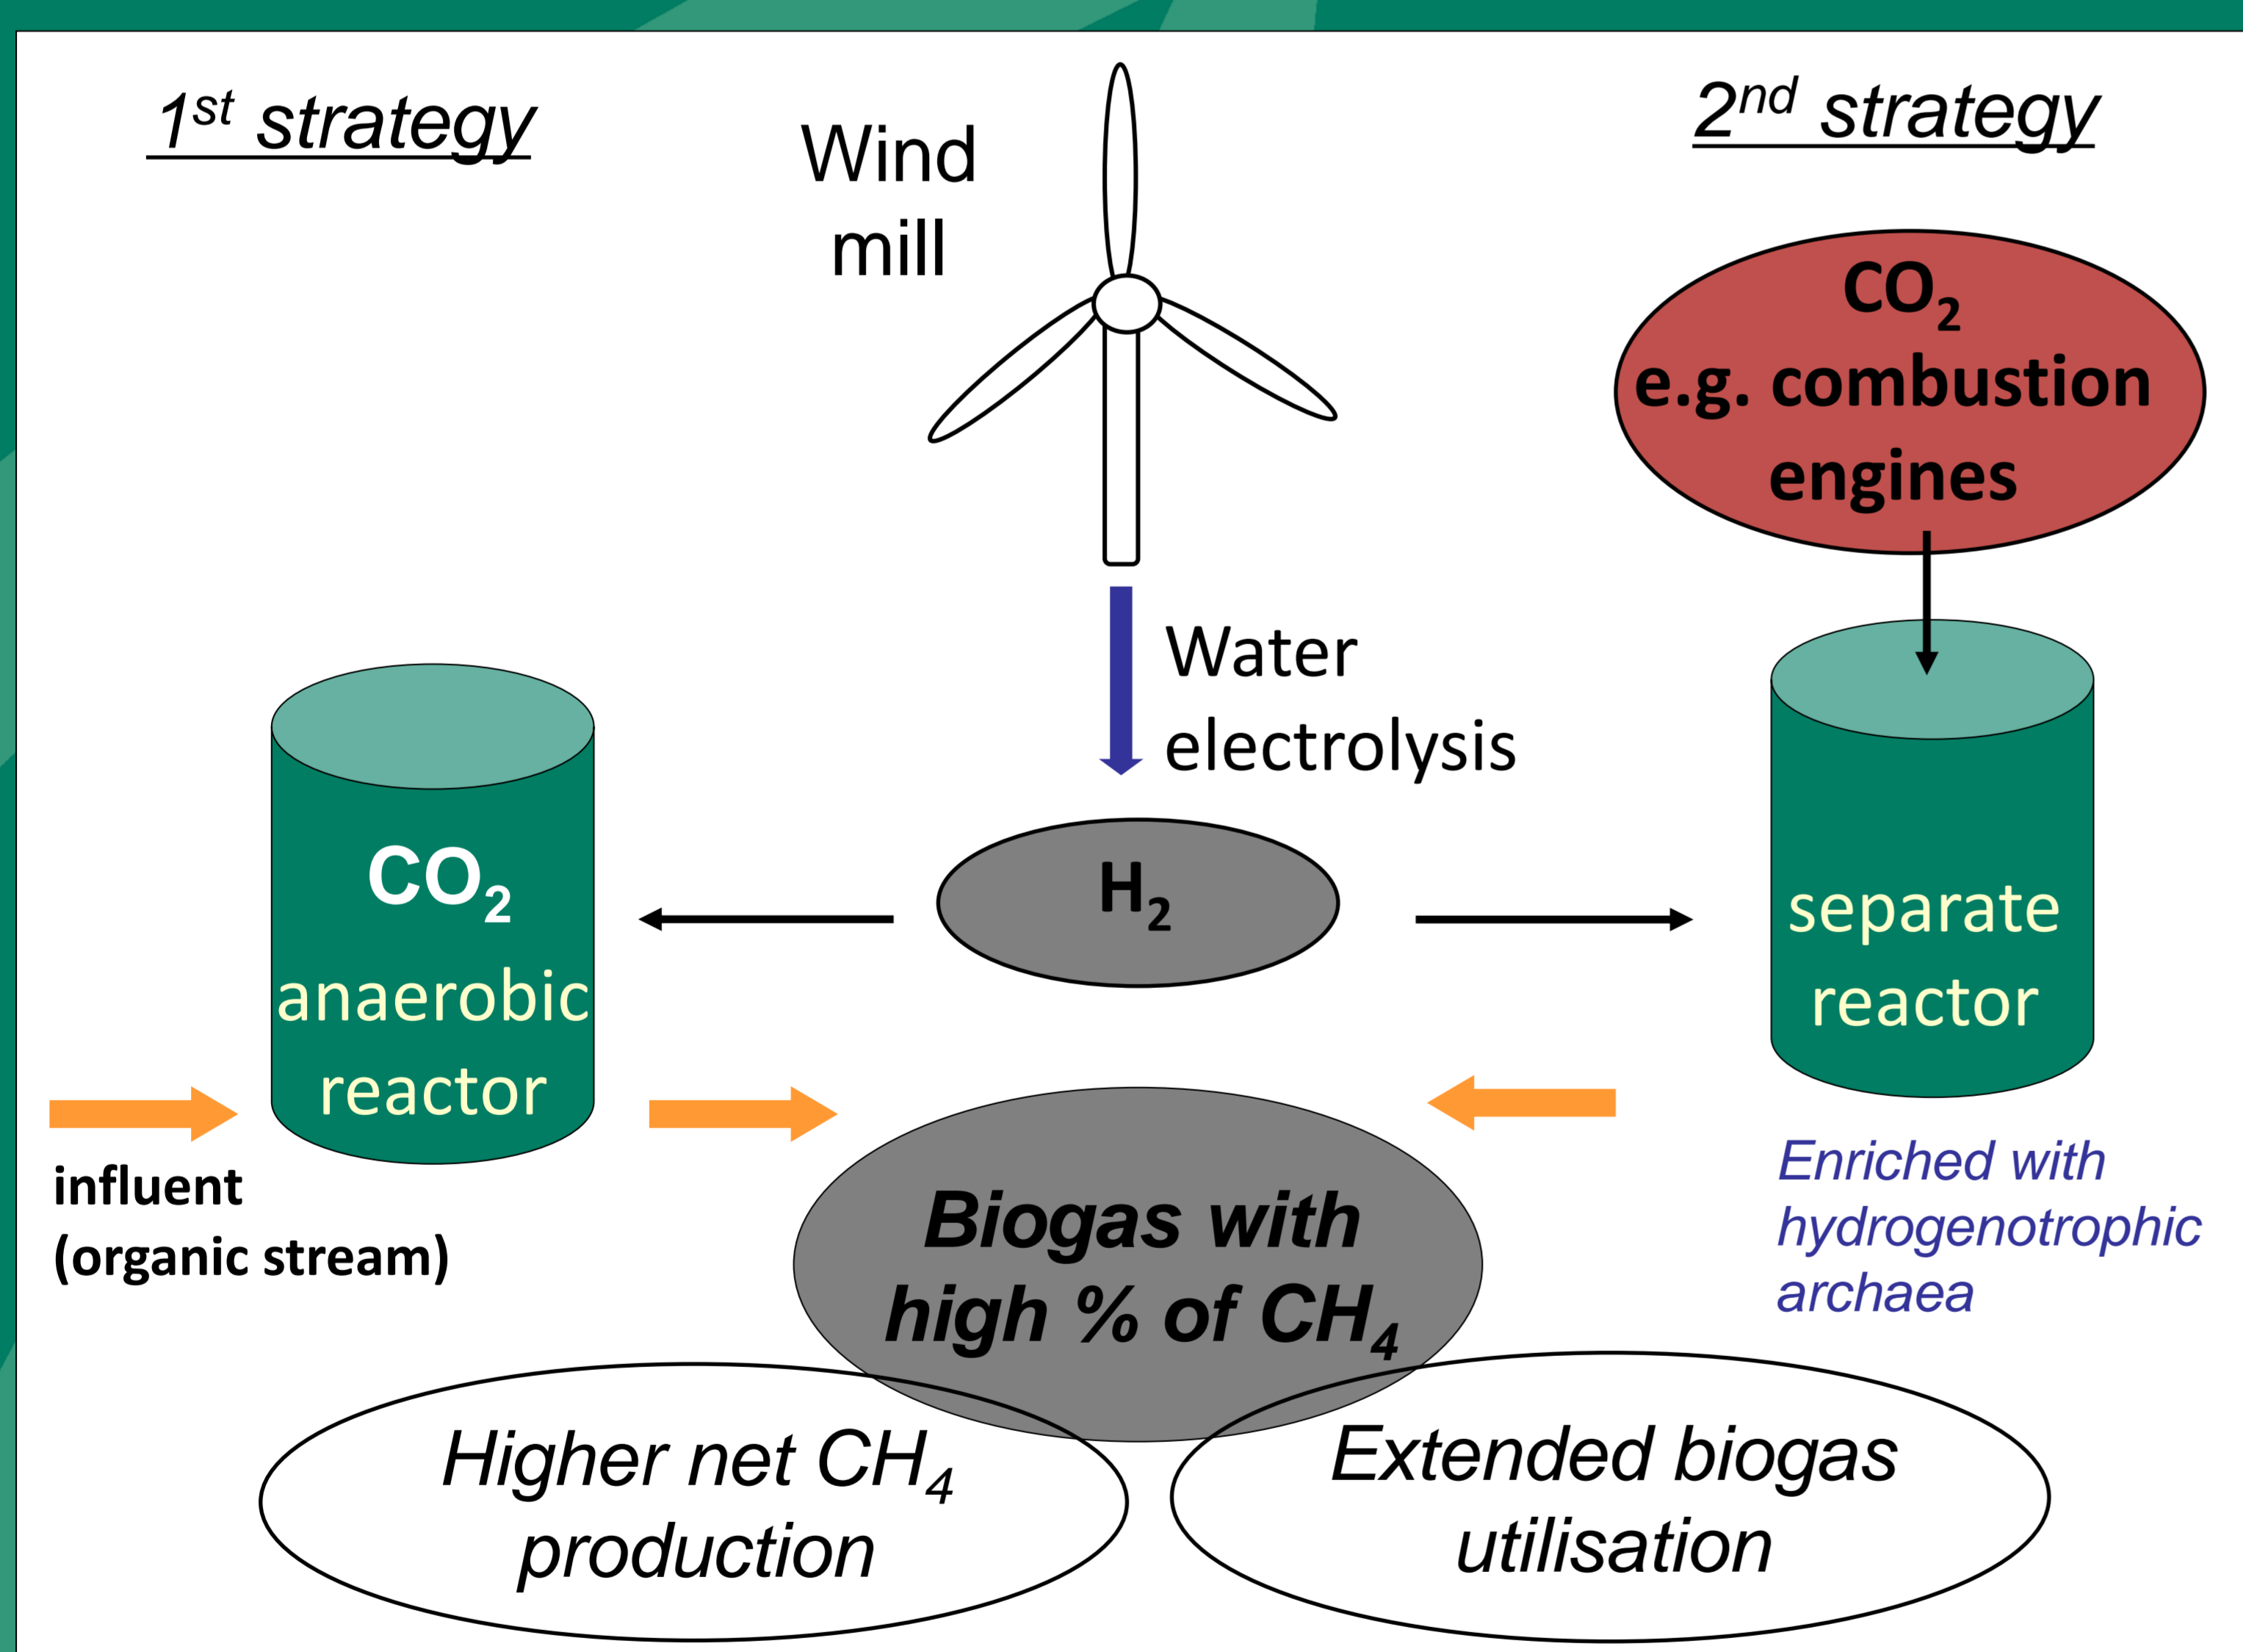 1st strategy
Wind
mill
2nd strategy
CO2
e.g. combustion
engines
Water
electrolysis
CO2
anaerobic
reactor
H2
separate
reactor
influent
(organic stream)
Biogas with
high % of CH4
Enriched with
hydrogenotrophic
archaea
Higher net CH4
production
Extended biogas
utilisation